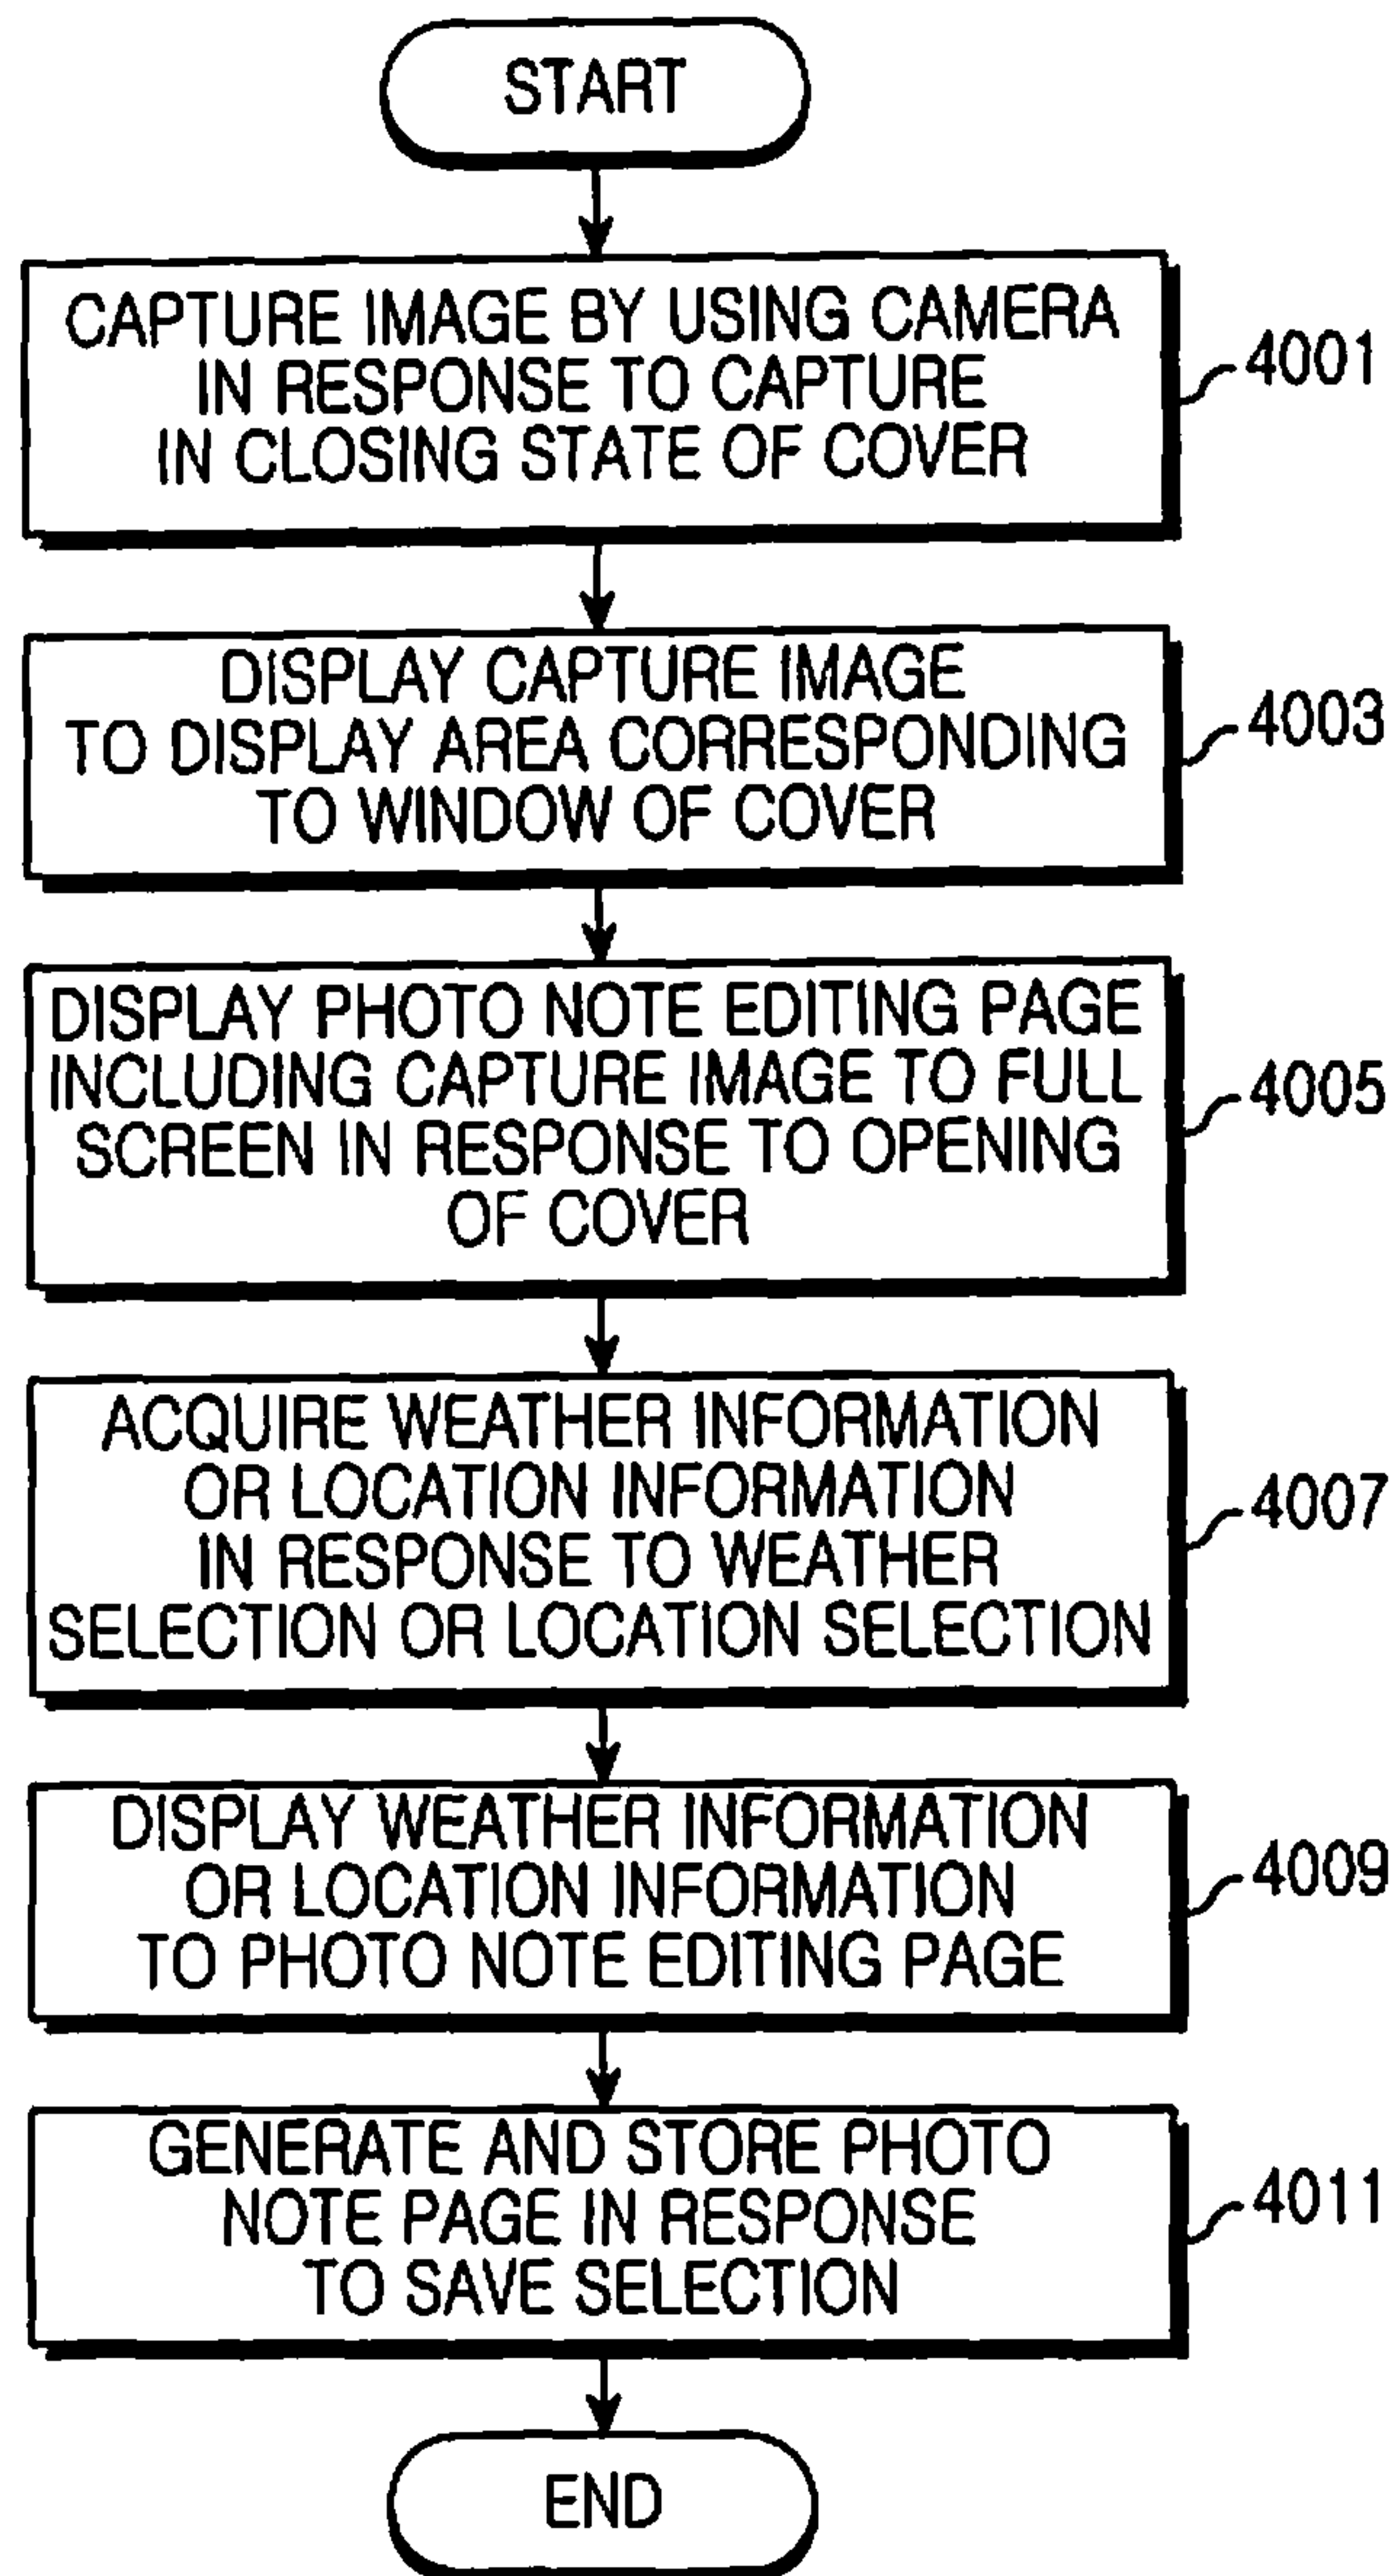 START
CAPTURE IMAGE BY USING CAMERA
IN RESPONSE TO CAPTURE
IN CLOSING STATE OF COVER
4001
DISPLAY CAPTURE IMAGE
TO DISPLAY AREA CORRESPONDING
TO WINDOW OF COVER
4003
DISPLAY PHOTO NOTE EDITING PAGE
INCLUDING CAPTURE IMAGE TO FULL
SCREEN IN RESPONSE TO OPENING
OF COVER
4005
ACQUIRE WEATHER INFORMATION
OR LOCATION INFORMATION
IN RESPONSE TO WEATHER
SELECTION OR LOCATION SELECTION
4007
DISPLAY WEATHER INFORMATION
OR LOCATION INFORMATION
TO PHOTO NOTE EDITING PAGE
4009
GENERATE AND STORE PHOTO
NOTE PAGE IN RESPONSE
TO SAVE SELECTION
4011
END